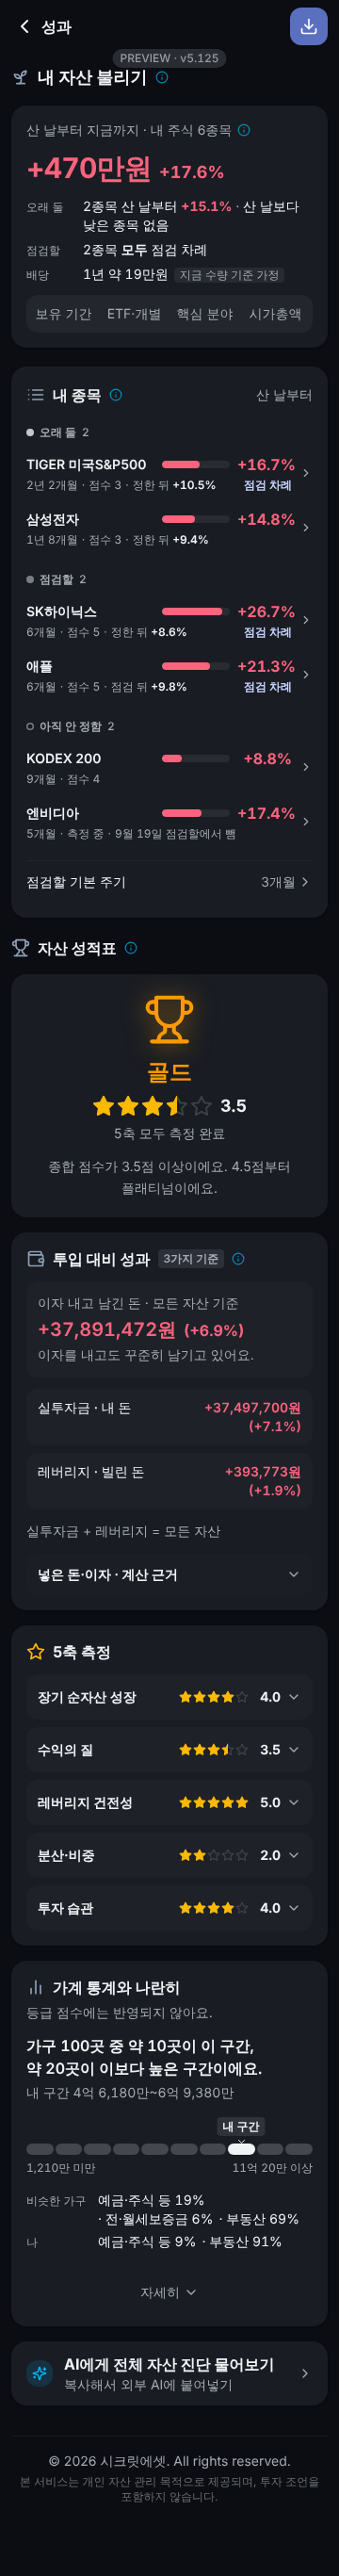 성과
PREVIEW · v5.125
내 자산 불리기
산 날부터 지금까지 · 내 주식 6종목
+470만원 +17.6%
오래 둘 2종목 산 날부터 +15.1% · 산 날보다
낮은 종목 없음
점검할 2종목 모두 점검 차례
배당 1년 약 19만원 지금 수량 기준 가정
보유 기간 ETF·개별 핵심 분야 시가총액
내 종목 산 날부터
오래 둘 2
TIGER 미국S&P500 +16.7%
2년 2개월 · 점수 3 · 정한 뒤 +10.5% 점검 차례
삼성전자 +14.8%
1년 8개월 · 점수 3 · 정한 뒤 +9.4%
점검할 2
SK하이닉스 +26.7%
6개월 · 점수 5 · 정한 뒤 +8.6% 점검 차례
애플 +21.3%
6개월 · 점수 5 · 점검 뒤 +9.8% 점검 차례
아직 안 정함 2
KODEX 200 +8.8%
9개월 · 점수 4
엔비디아 +17.4%
5개월 · 측정 중 · 9월 19일 점검할에서 뺌
점검할 기본 주기 3개월
자산 성적표
골드
3.5
5축 모두 측정 완료
종합 점수가 3.5점 이상이에요. 4.5점부터
플래티넘이에요.
투입 대비 성과 3가지 기준
이자 내고 남긴 돈 · 모든 자산 기준
+37,891,472원 (+6.9%)
이자를 내고도 꾸준히 남기고 있어요.
실투자금 · 내 돈 +37,497,700원
(+7.1%)
레버리지 · 빌린 돈 +393,773원
(+1.9%)
실투자금 + 레버리지 = 모든 자산
넣은 돈·이자 · 계산 근거
5축 측정
장기 순자산 성장 4.0
수익의 질 3.5
레버리지 건전성 5.0
분산·비중 2.0
투자 습관 4.0
가계 통계와 나란히
등급 점수에는 반영되지 않아요.
가구 100곳 중 약 10곳이 이 구간,
약 20곳이 이보다 높은 구간이에요.
내 구간 4억 6,180만~6억 9,380만
내 구간
1,210만 미만 11억 20만 이상
비슷한 가구 예금·주식 등 19%
· 전·월세보증금 6% · 부동산 69%
나 예금·주식 등 9% · 부동산 91%
자세히
AI에게 전체 자산 진단 물어보기
복사해서 외부 AI에 붙여넣기
© 2026 시크릿에셋. All rights reserved.
본 서비스는 개인 자산 관리 목적으로 제공되며, 투자 조언을
포함하지 않습니다.